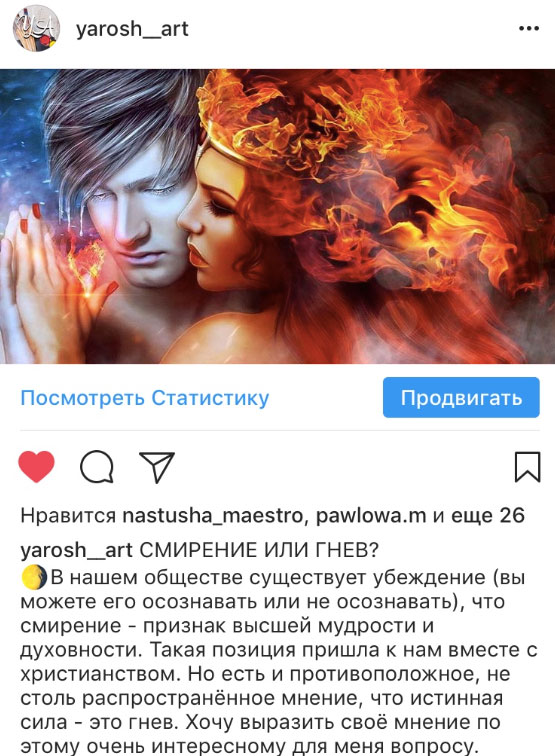 yarosh__art
Посмотреть Статистику
Продвигать
Нравится nastusha_maestro, pawlowa.m и еще 26
yarosh__art СМИРЕНИЕ ИЛИ ГНЕВ?
🌖В нашем обществе существует убеждение (вы
можете его осознавать или не осознавать), что
смирение - признак высшей мудрости и
духовности. Такая позиция пришла к нам вместе с
христианством. Но есть и противоположное, не
столь распространённое мнение, что истинная
сила - это гнев. Хочу выразить своё мнение по
этому очень интересному для меня вопросу.